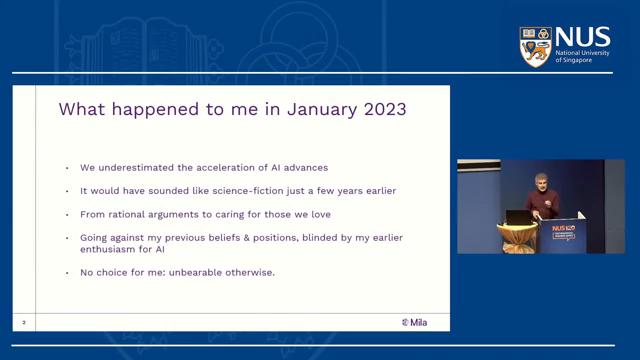 NUS
National University
of Singapore
What happened to me in January 2023
• We underestimated the acceleration of AI advances
• It would have sounded like science-fiction just a few years earlier
• From rational arguments to caring for those we love
• Going against my previous beliefs & positions, blinded by my earlier
enthusiasm for AI
• No choice for me: unbearable otherwise.
2
Mila
NUS 120